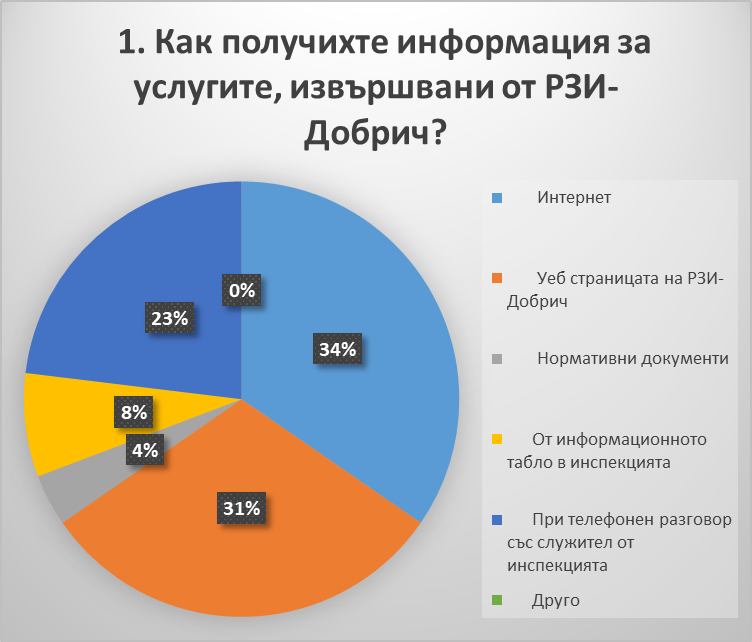 1. Как получихте информация за
услугите, извършвани от РЗИ-
Добрич?
0%
23%
34%
8%
4%
31%
Интернет
Уеб страницата на РЗИ-
Добрич
Нормативни документи
От информационното
табло в инспекцията
При телефонен разговор
със служител от
инспекцията
Друго